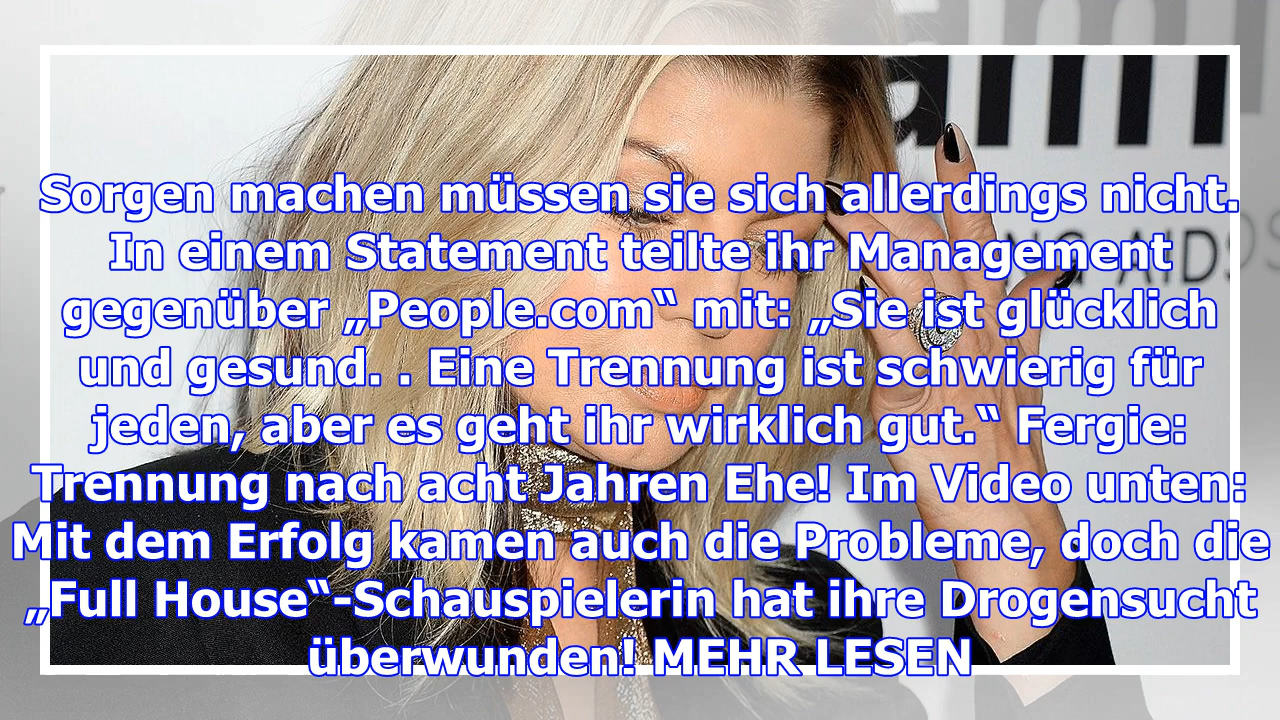 am
NG AIDS
Sorgen machen müssen sie sich allerdings nicht.
In einem Statement teilte ihr Management
gegenüber „People.com“ mit: „Sie ist glücklich
und gesund. . Eine Trennung ist schwierig für
jeden, aber es geht ihr wirklich gut.“ Fergie:
Trennung nach acht Jahren Ehe! Im Video unten:
Mit dem Erfolg kamen auch die Probleme, doch die
„Full House“-Schauspielerin hat ihre Drogensucht
überwunden! MEHR LESEN